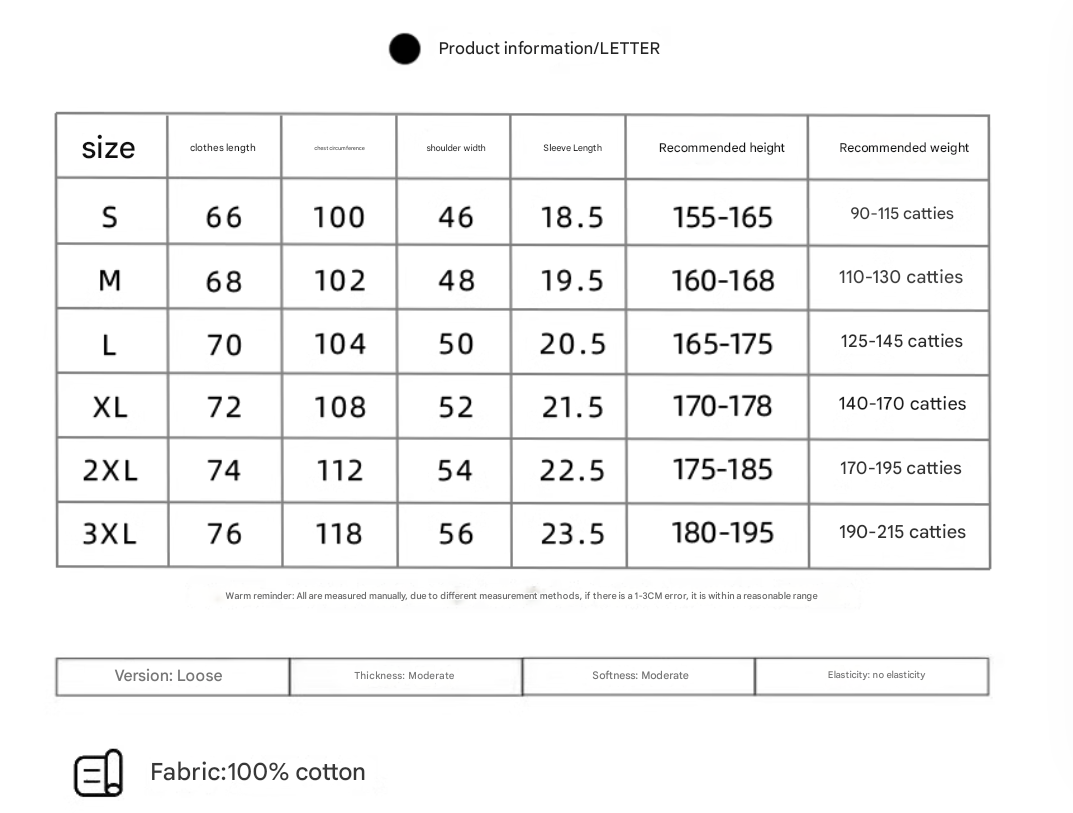 Product information/LETTER
size clothes length chest circumference shoulder width Sleeve Length Recommended height Recommended weight
S 66 100 46 18.5 155-165 90-115 catties
M 68 102 48 19.5 160-168 110-130 catties
L 70 104 50 20.5 165-175 125-145 catties
XL 72 108 52 21.5 170-178 140-170 catties
2XL 74 112 54 22.5 175-185 170-195 catties
3XL 76 118 56 23.5 180-195 190-215 catties
Warm reminder: All are measured manually, due to different measurement methods, if there is a 1-3CM error, it is within a reasonable range
Version: Loose Thickness: Moderate Softness: Moderate Elasticity: no elasticity
Fabric:100% cotton